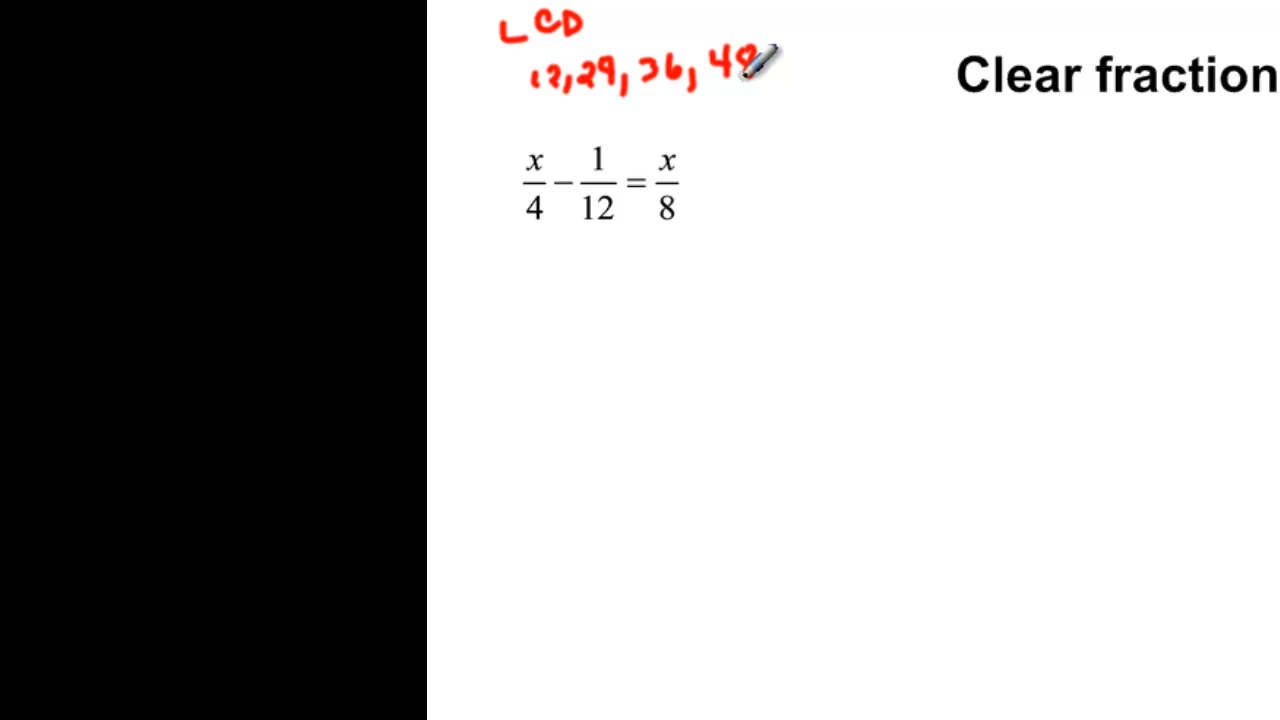 LCD
12, 24, 36, 48
Clear fraction
x/4 − 1/12 = x/8